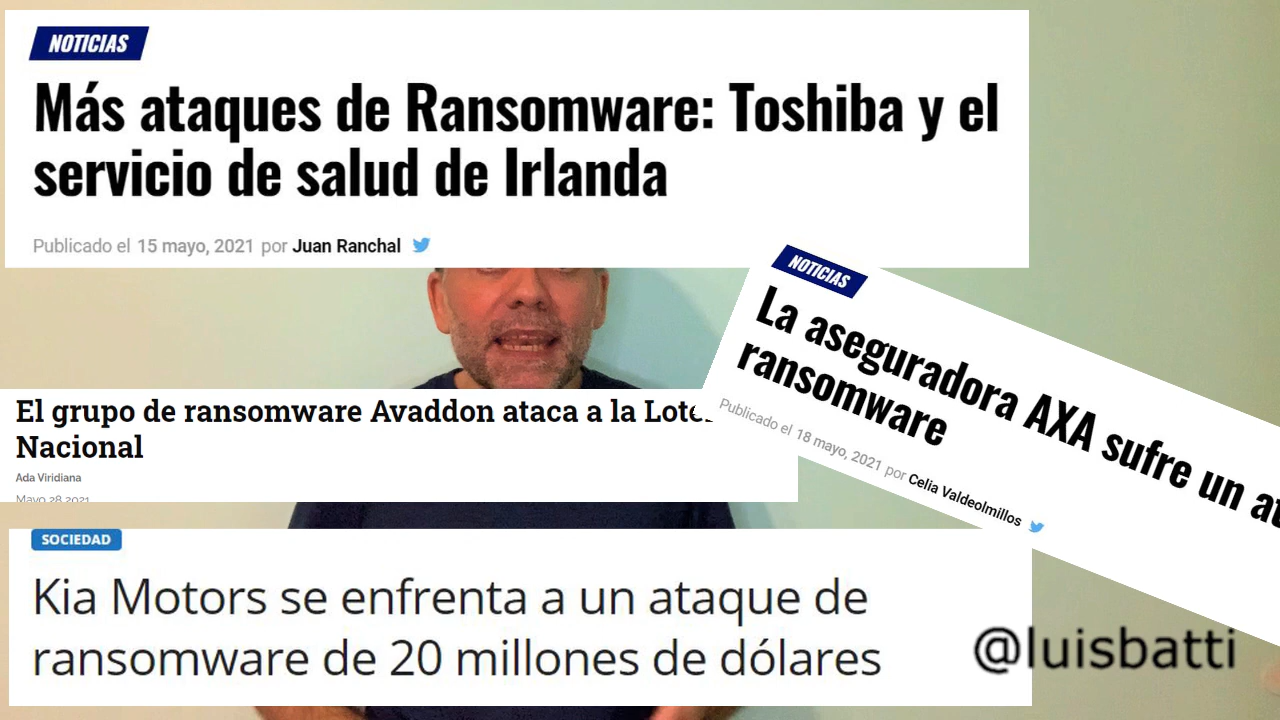 NOTICIAS
Más ataques de Ransomware: Toshiba y el
servicio de salud de Irlanda
Publicado el 15 mayo, 2021 por Juan Ranchal
NOTICIAS
La aseguradora AXA sufre un
ransomware
Publicado el 18 mayo, 2021 por Celia Valdeolmillos
El grupo de ransomware Avaddon ataca a la
Nacional
Ada Viridiana
Mayo 28 2021
SOCIEDAD
Kia Motors se enfrenta a un ataque de
ransomware de 20 millones de dólares
@luisbatti